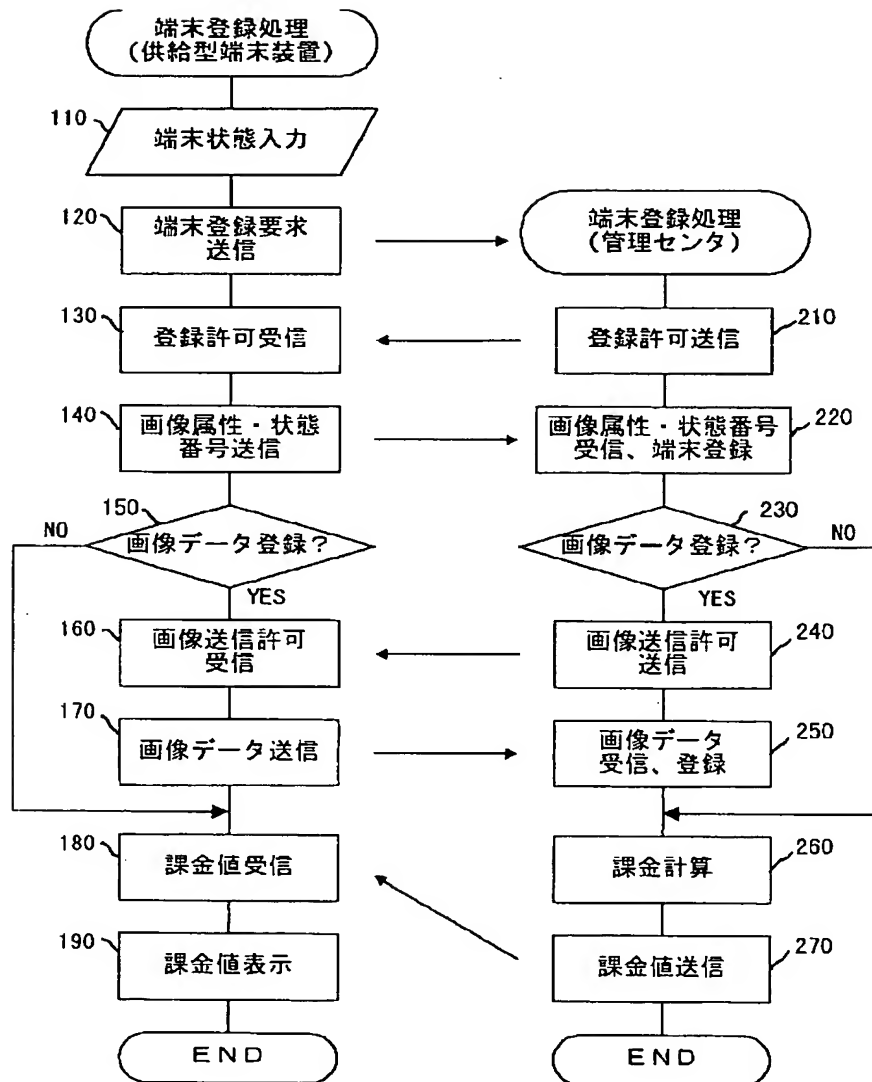 端末登録処理
(供給型端末装置)
110
端末状態入力
120
端末登録要求
送信
端末登録処理
(管理センタ)
130
登録許可受信
登録許可送信
210
140
画像属性・状態
番号送信
画像属性・状態番号
受信、端末登録
220
150
NO
画像データ登録?
YES
230
画像データ登録?
NO
YES
160
画像送信許可
受信
画像送信許可
送信
240
170
画像データ送信
画像データ
受信、登録
250
180
課金値受信
課金計算
260
190
課金値表示
課金値送信
270
END
END